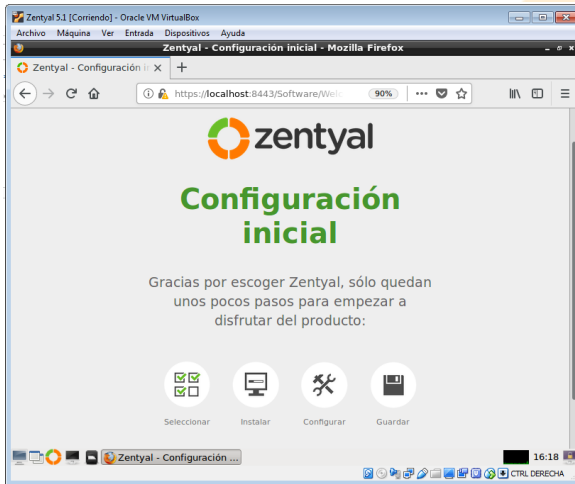 Zentyal 5.1 [Corriendo] - Oracle VM VirtualBox
Archivo Máquina Ver Entrada Dispositivos Ayuda
Zentyal - Configuración inicial - Mozilla Firefox
Zentyal - Configuración in
https://localhost:8443/Software/Welc
90%
zentyal
Configuración
inicial
Gracias por escoger Zentyal, sólo quedan
unos pocos pasos para empezar a
disfrutar del producto:
Seleccionar Instalar Configurar Guardar
Zentyal - Configuración ...
16:18
CTRL DERECHA